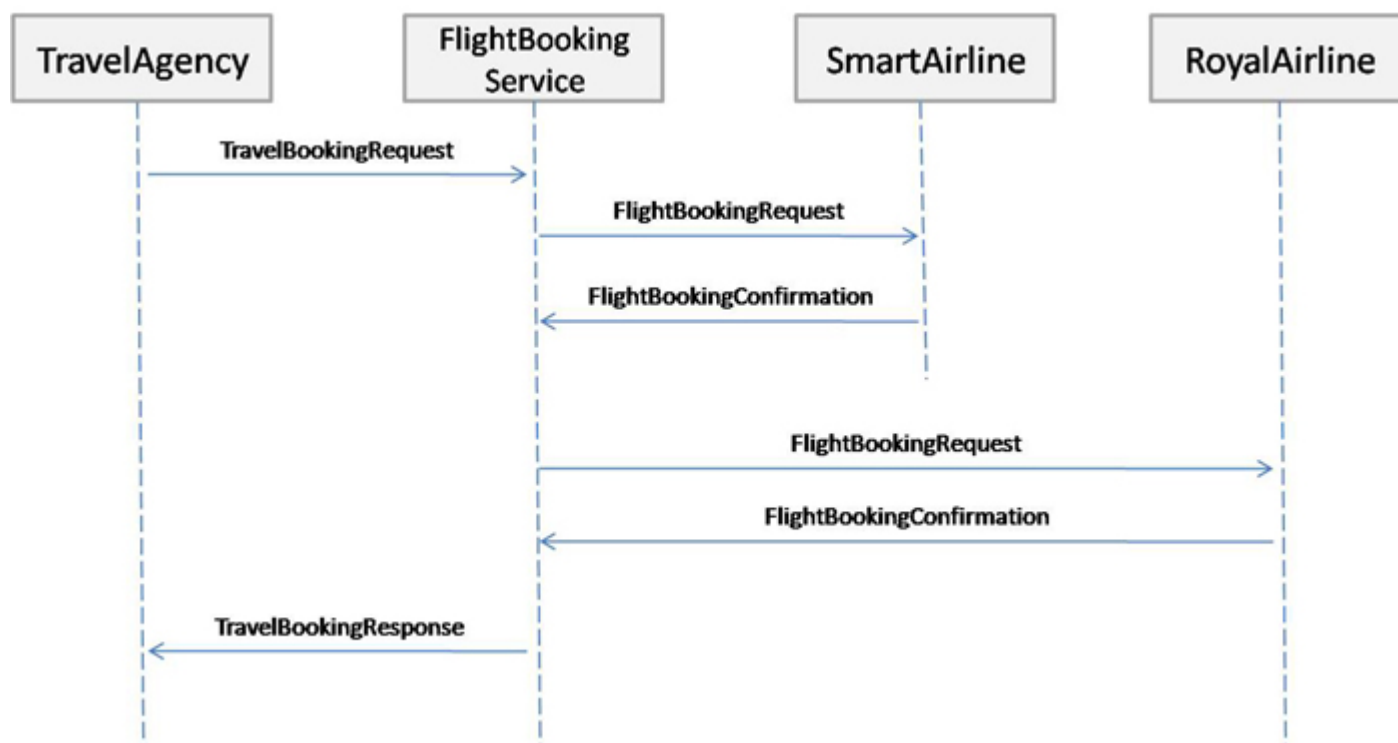 TravelAgency
FlightBooking
Service
SmartAirline
RoyalAirline
TravelBookingRequest
FlightBookingRequest
FlightBookingConfirmation
FlightBookingRequest
FlightBookingConfirmation
TravelBookingResponse